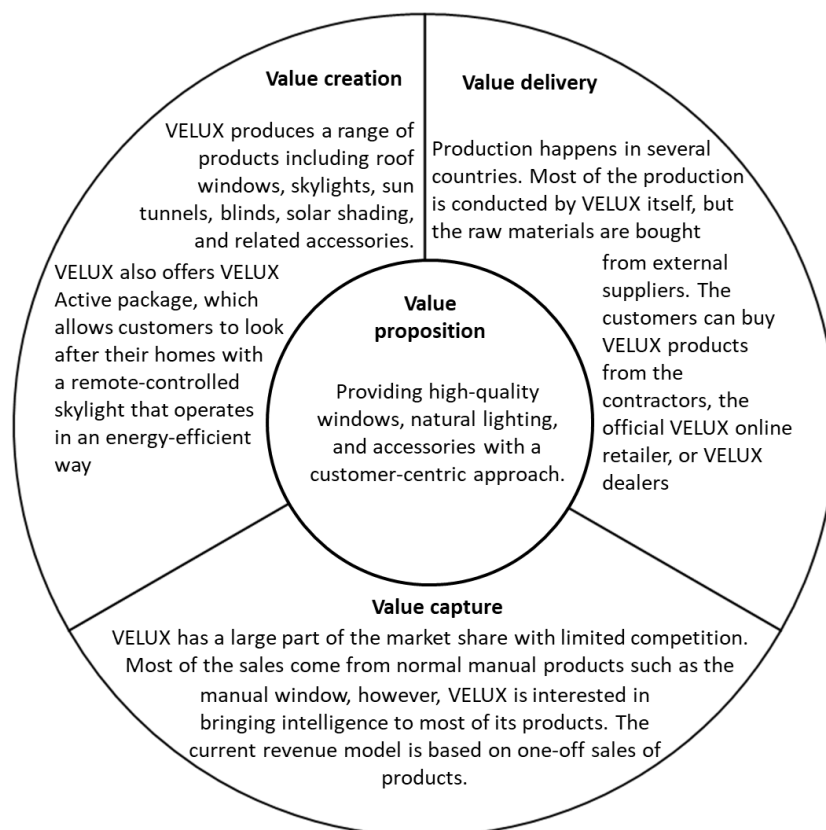 Value creation
VELUX produces a range of
products including roof
windows, skylights, sun
tunnels, blinds, solar shading,
and related accessories.
VELUX also offers VELUX
Active package, which
allows customers to look
after their homes with
a remote-controlled
skylight that operates
in an energy-efficient
way
Value delivery
Production happens in several
countries. Most of the production
is conducted by VELUX itself, but
the raw materials are bought
from external
suppliers. The
customers can buy
VELUX products
from the
contractors, the
official VELUX online
retailer, or VELUX
dealers
Value
proposition
Providing high-quality
windows, natural lighting,
and accessories with a
customer-centric approach.
Value capture
VELUX has a large part of the market share with limited competition.
Most of the sales come from normal manual products such as the
manual window, however, VELUX is interested in
bringing intelligence to most of its products. The
current revenue model is based on one-off sales of
products.